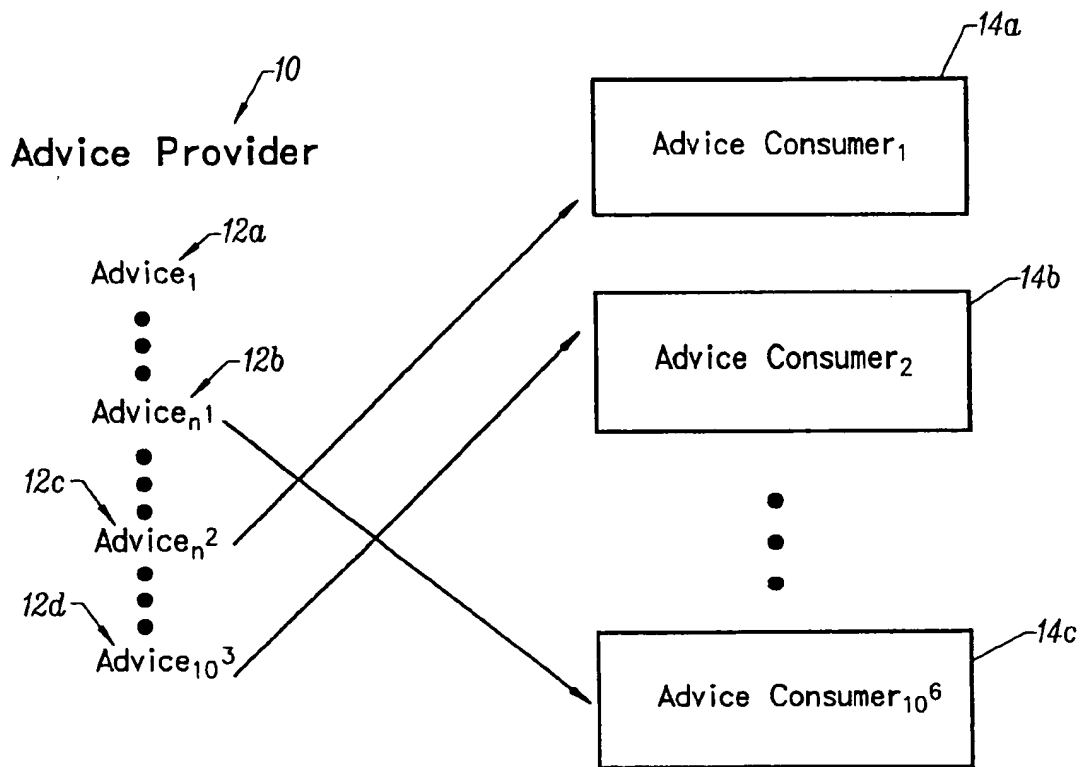 10
Advice Provider
12a
Advice₁
12b
Adviceₙ1
12c
Adviceₙ2
12d
Advice₁₀3
14a
Advice Consumer₁
14b
Advice Consumer₂
14c
Advice Consumer₁₀6